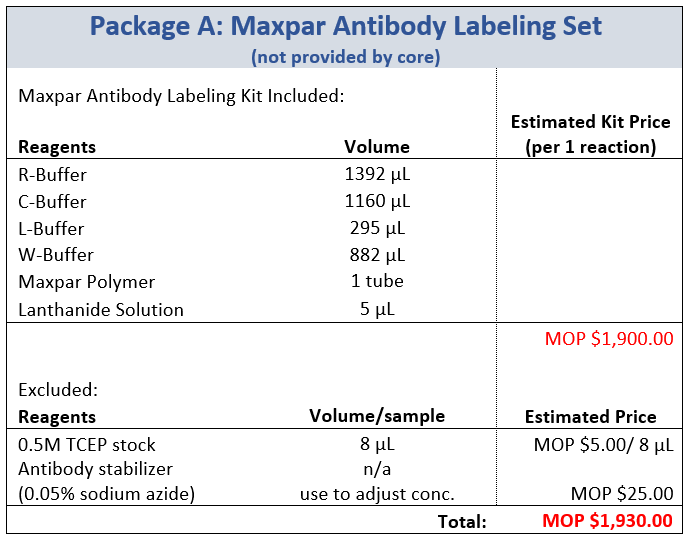 Package A: Maxpar Antibody Labeling Set
(not provided by core)
Maxpar Antibody Labeling Kit Included:
Estimated Kit Price
Reagents Volume (per 1 reaction)
R-Buffer 1392 µL
C-Buffer 1160 µL
L-Buffer 295 µL
W-Buffer 882 µL
Maxpar Polymer 1 tube
Lanthanide Solution 5 µL
MOP $1,900.00
Excluded:
Reagents Volume/sample Estimated Price
0.5M TCEP stock 8 µL MOP $5.00/ 8 µL
Antibody stabilizer n/a
(0.05% sodium azide) use to adjust conc. MOP $25.00
Total: MOP $1,930.00